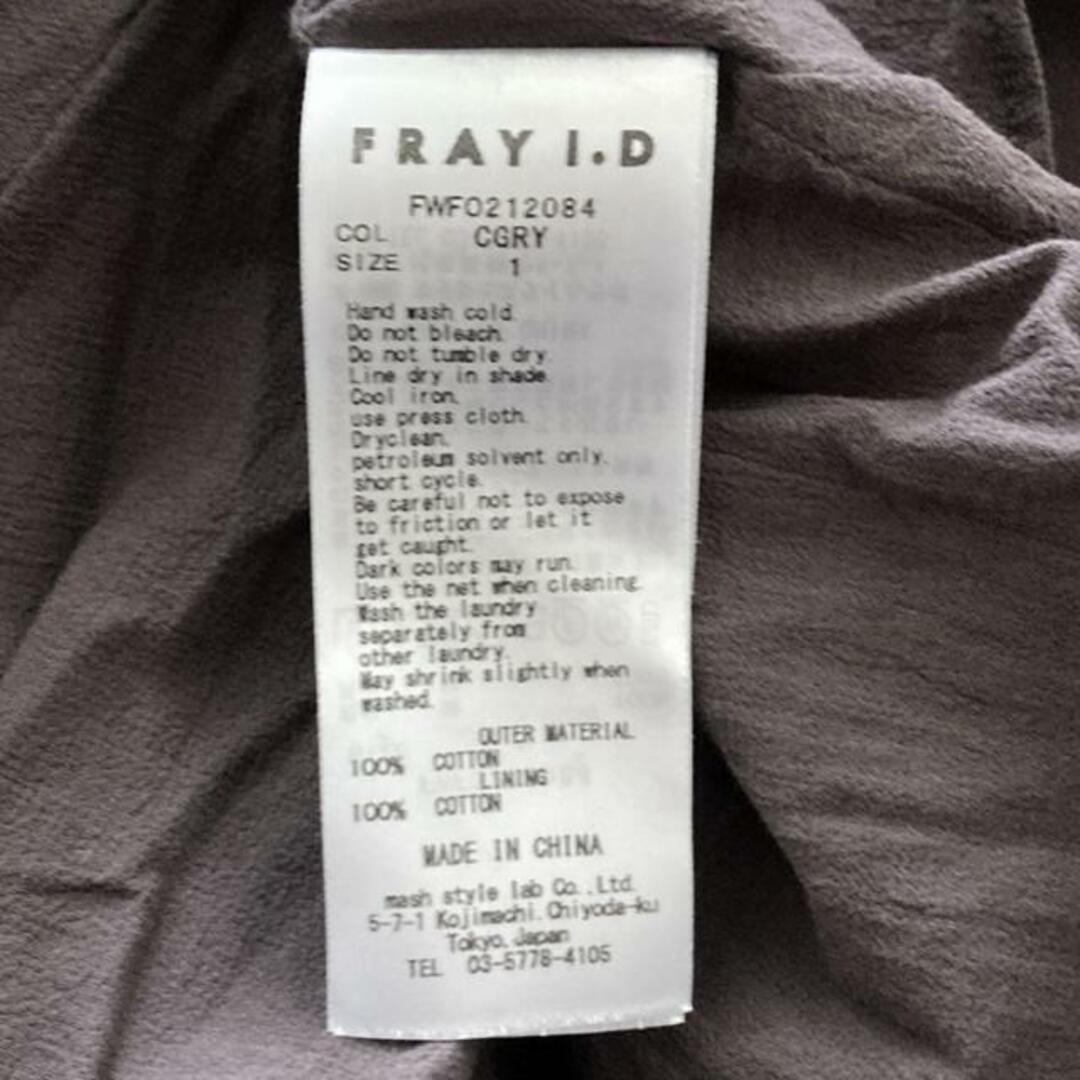 FRAY I.D
FWFO212084
COL CGRY
SIZE 1
Hand wash cold.
Do not bleach.
Do not tumble dry.
Line dry in shade.
Cool iron.
use press cloth.
Dryclean.
petroleum solvent only.
short cycle.
Be careful not to expose
to friction or let it
get caught.
Dark colors may run.
Use the net when cleaning.
Wash the laundry
separately from
other laundry.
May shrink slightly when
washed.
OUTER MATERIAL
100% COTTON
LINING
100% COTTON
MADE IN CHINA
mash style lab Co.,Ltd.
5-7-1 Kojimachi.Chiyoda-ku
Tokyo, Japan
TEL 03-5778-4105